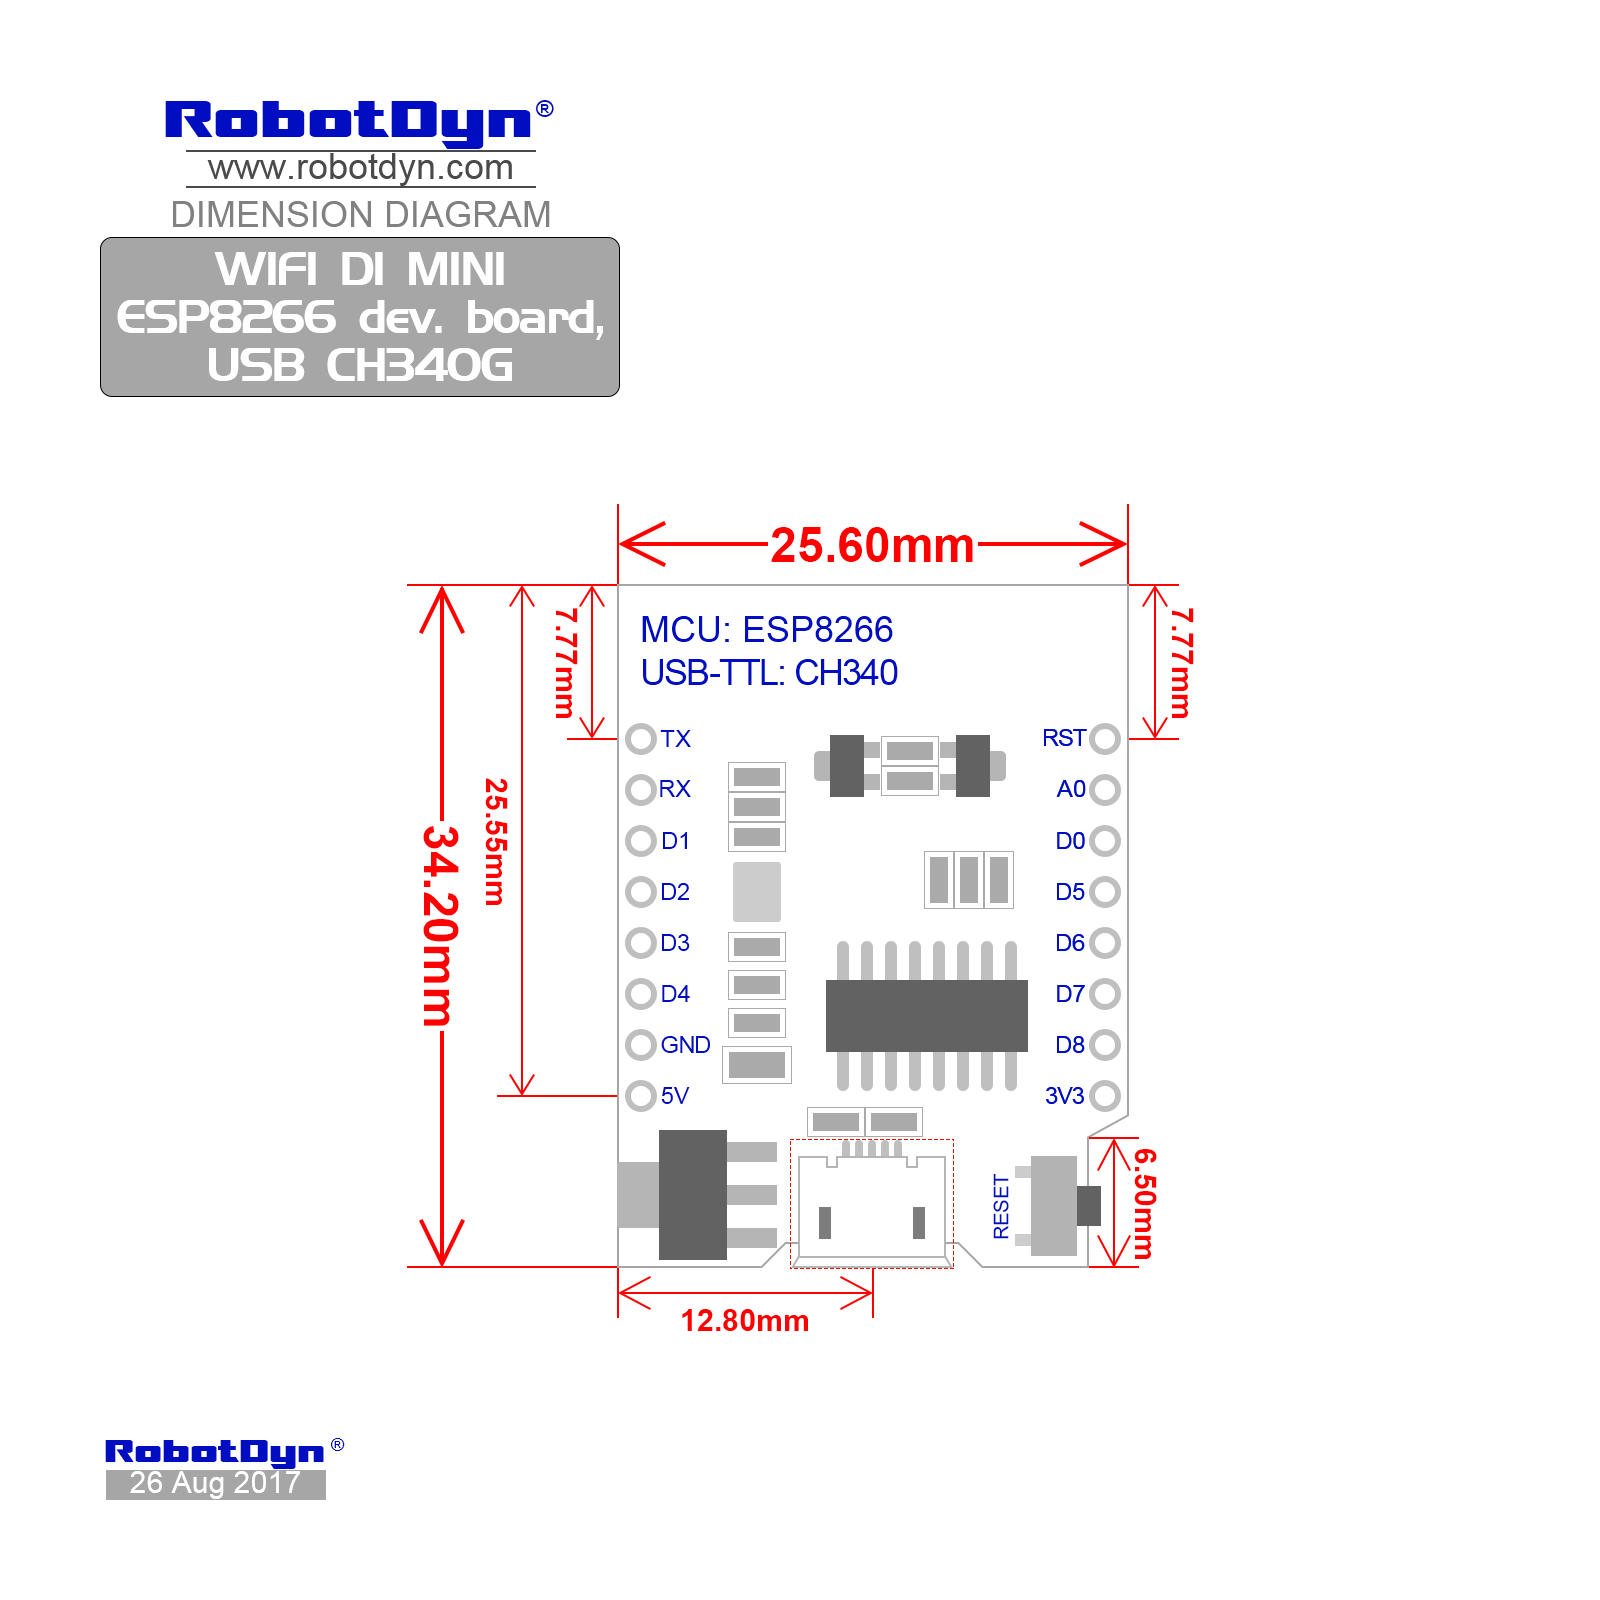 RobotDyn®
www.robotdyn.com
DIMENSION DIAGRAM
WIFI D1 MINI
ESP8266 dev. board,
USB CH340G
25.60mm
7.77mm
7.77mm
25.55mm
34.20mm
MCU: ESP8266
USB-TTL: CH340
TX
RX
D1
D2
D3
D4
GND
5V
RST
A0
D0
D5
D6
D7
D8
3V3
RESET
6.50mm
12.80mm
RobotDyn®
26 Aug 2017